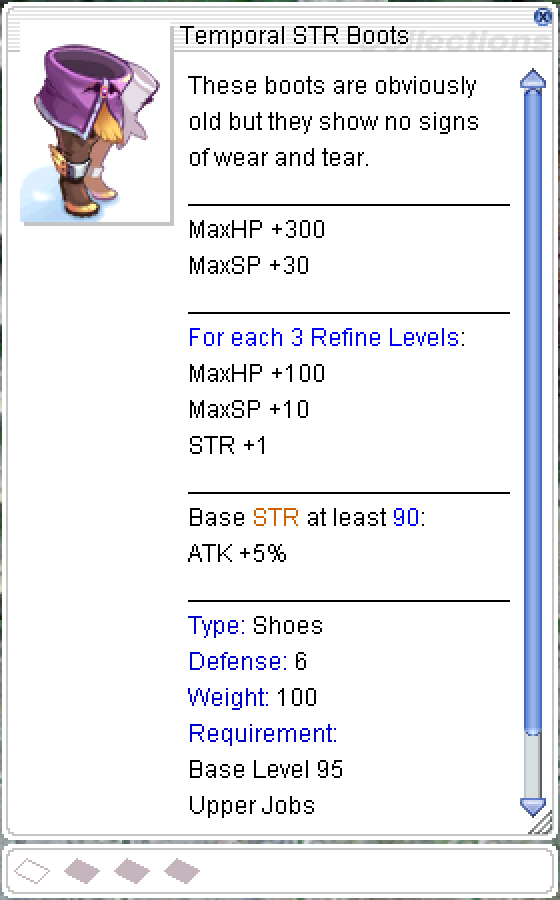 Temporal STR Boots
Collections
These boots are obviously
old but they show no signs
of wear and tear.
MaxHP +300
MaxSP +30
For each 3 Refine Levels:
MaxHP +100
MaxSP +10
STR +1
Base STR at least 90:
ATK +5%
Type: Shoes
Defense: 6
Weight: 100
Requirement:
Base Level 95
Upper Jobs